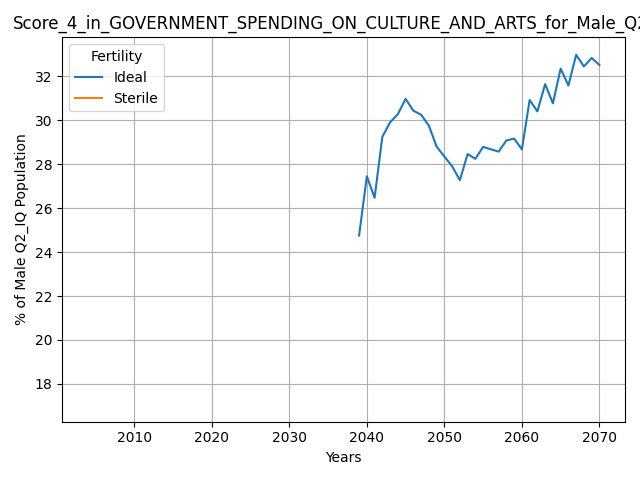 Score_4_in_GOVERNMENT_SPENDING_ON_CULTURE_AND_ARTS_for_Male_Q2
Fertility
Ideal
Sterile
% of Male Q2_IQ Population
32
30
28
26
24
22
20
18
2010 2020 2030 2040 2050 2060 2070
Years